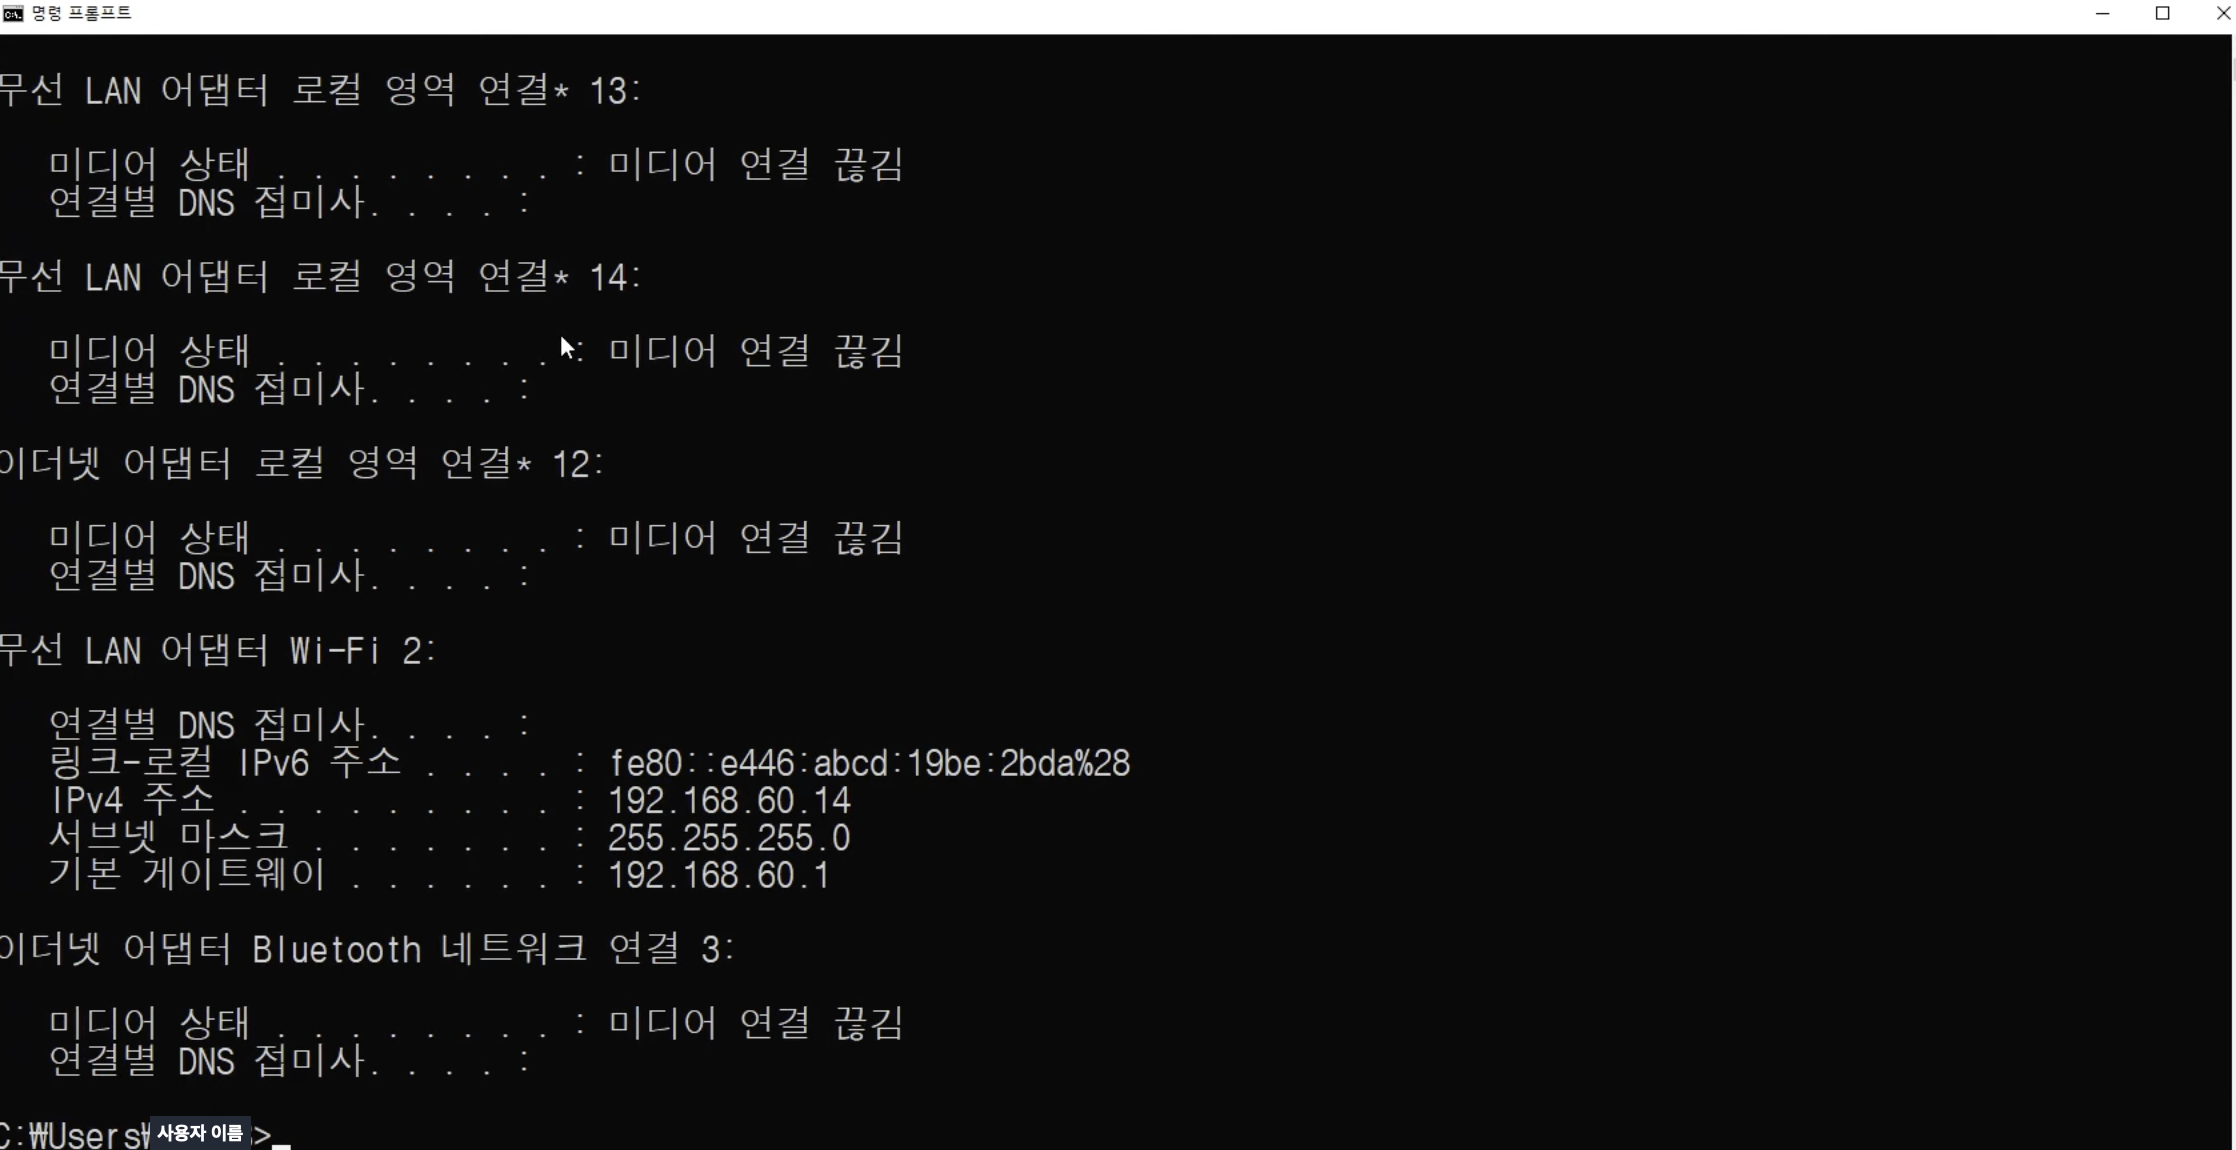 명령 프롬프트
무선 LAN 어댑터 로컬 영역 연결* 13:
미디어 상태 . . . . . . . . : 미디어 연결 끊김
연결별 DNS 접미사. . . . :
무선 LAN 어댑터 로컬 영역 연결* 14:
미디어 상태 . . . . . . . . : 미디어 연결 끊김
연결별 DNS 접미사. . . . :
이더넷 어댑터 로컬 영역 연결* 12:
미디어 상태 . . . . . . . . : 미디어 연결 끊김
연결별 DNS 접미사. . . . :
무선 LAN 어댑터 Wi-Fi 2:
연결별 DNS 접미사. . . . :
링크-로컬 IPv6 주소 . . . . : fe80::e446:abcd:19be:2bda%28
IPv4 주소 . . . . . . . . . : 192.168.60.14
서브넷 마스크 . . . . . . . : 255.255.255.0
기본 게이트웨이 . . . . . . : 192.168.60.1
이더넷 어댑터 Bluetooth 네트워크 연결 3:
미디어 상태 . . . . . . . . : 미디어 연결 끊김
연결별 DNS 접미사. . . . :
C:₩Users₩사용자 이름>